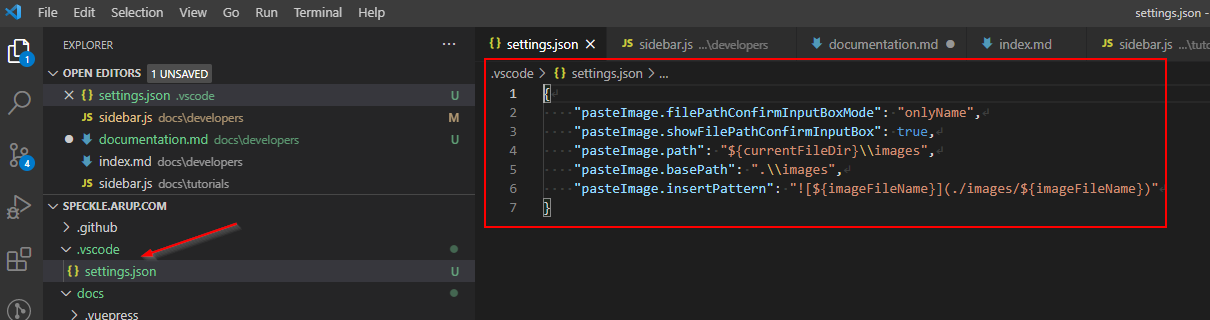 File Edit Selection View Go Run Terminal Help settings.json -
EXPLORER ...
OPEN EDITORS 1 UNSAVED
settings.json .vscode U
sidebar.js docs\developers M
documentation.md docs\developers U
index.md docs\developers
sidebar.js docs\tutorials
SPECKLE.ARUP.COM
.github
.vscode
settings.json U
docs
.vuepress
1
4
settings.json sidebar.js ...\developers documentation.md index.md sidebar.js ...\tuto
.vscode > {} settings.json > ...
1 {
2 "pasteImage.filePathConfirmInputBoxMode": "onlyName",
3 "pasteImage.showFilePathConfirmInputBox": true,
4 "pasteImage.path": "${currentFileDir}\\images",
5 "pasteImage.basePath": ".\\images",
6 "pasteImage.insertPattern": "![${imageFileName}](./images/${imageFileName})"
7 }